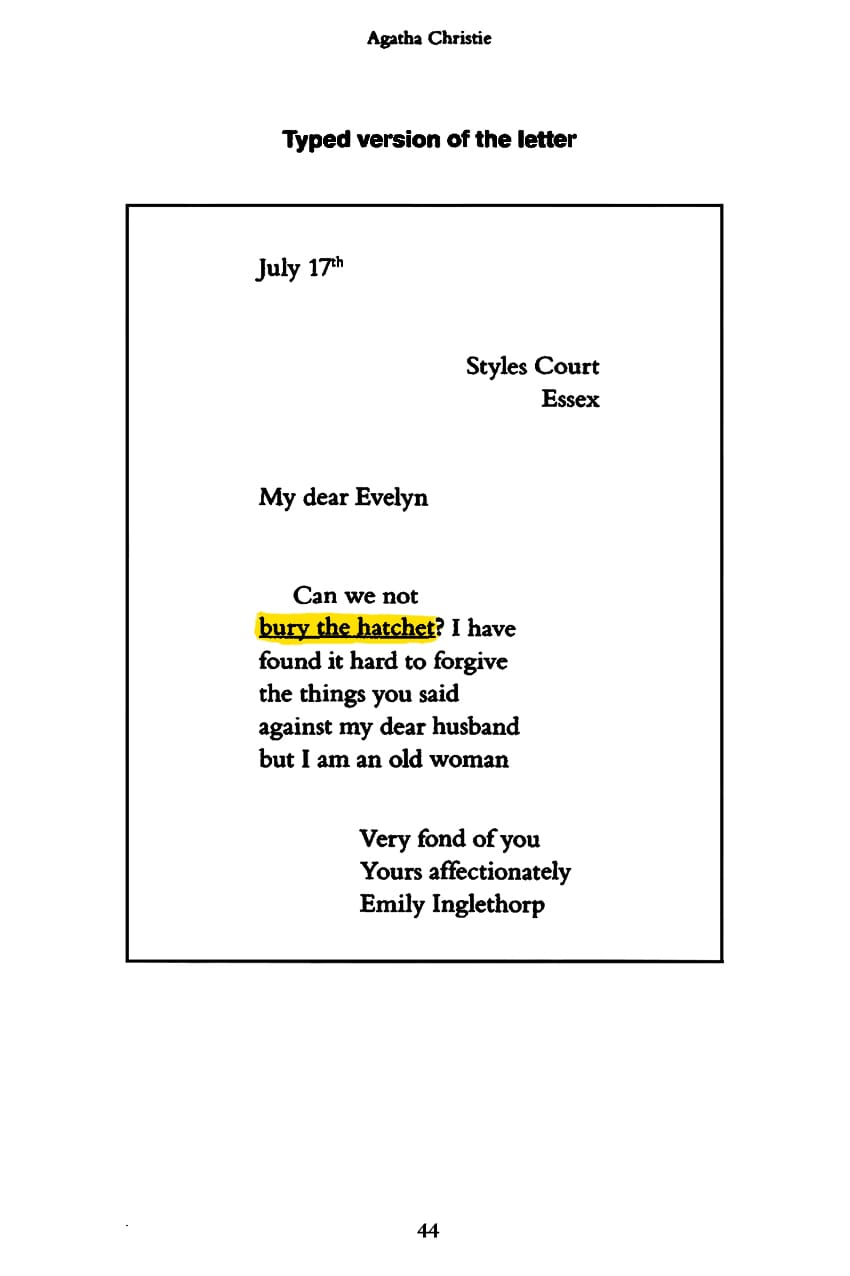 Agatha Christie
Typed version of the letter
July 17th
Styles Court
Essex
My dear Evelyn
Can we not
bury the hatchet? I have
found it hard to forgive
the things you said
against my dear husband
but I am an old woman
Very fond of you
Yours affectionately
Emily Inglethorp
44